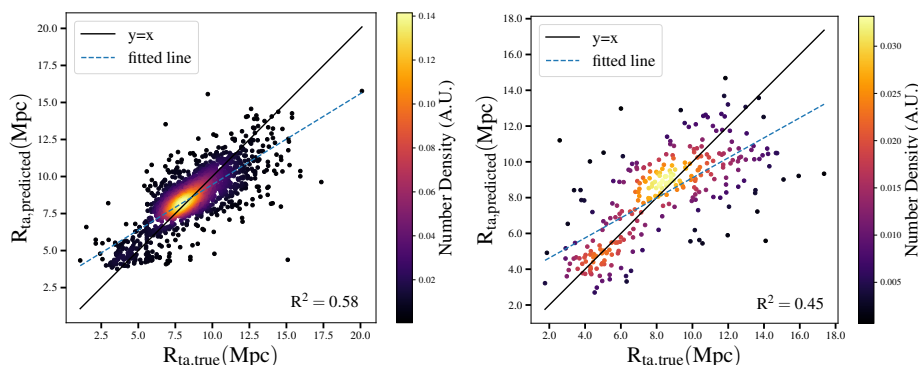 y=x
fitted line
20.0
17.5
15.0
12.5
10.0
7.5
5.0
2.5
R_ta,predicted(Mpc)
R² = 0.58
2.5 5.0 7.5 10.0 12.5 15.0 17.5 20.0
R_ta,true(Mpc)
0.14
0.12
0.10
0.08
0.06
0.04
0.02
Number Density (A.U.)
y=x
fitted line
18.0
16.0
14.0
12.0
10.0
8.0
6.0
4.0
2.0
R_ta,predicted(Mpc)
R² = 0.45
2.0 4.0 6.0 8.0 10.0 12.0 14.0 16.0 18.0
R_ta,true(Mpc)
0.030
0.025
0.020
0.015
0.010
0.005
Number Density (A.U.)